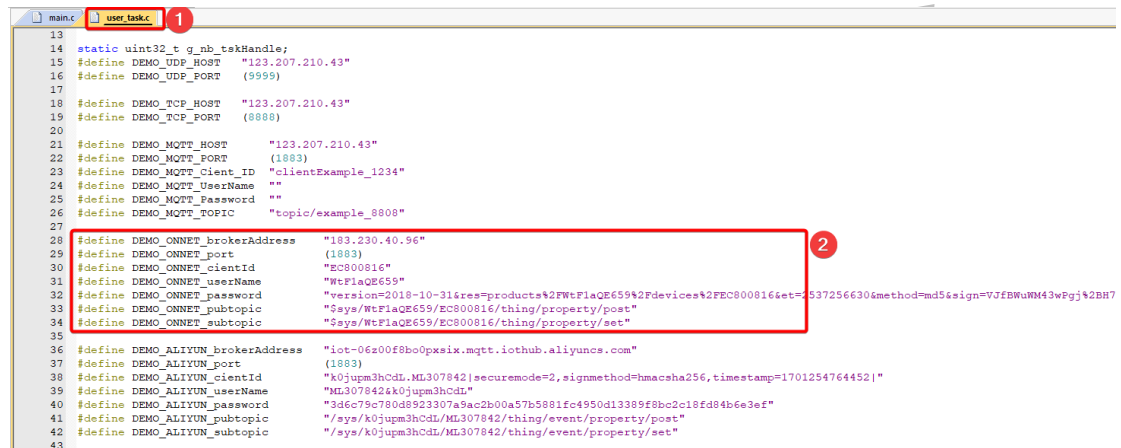 main.c user_task.c 1
13
14 static uint32_t g_nb_tskHandle;
15 #define DEMO_UDP_HOST "123.207.210.43"
16 #define DEMO_UDP_PORT (9999)
17
18 #define DEMO_TCP_HOST "123.207.210.43"
19 #define DEMO_TCP_PORT (8888)
20
21 #define DEMO_MQTT_HOST "123.207.210.43"
22 #define DEMO_MQTT_PORT (1883)
23 #define DEMO_MQTT_Cient_ID "clientExample_1234"
24 #define DEMO_MQTT_UserName ""
25 #define DEMO_MQTT_Password ""
26 #define DEMO_MQTT_TOPIC "topic/example_8808"
27
28 #define DEMO_ONNET_brokerAddress "183.230.40.96" 2
29 #define DEMO_ONNET_port (1883)
30 #define DEMO_ONNET_cientId "EC800816"
31 #define DEMO_ONNET_userName "WtF1aQE659"
32 #define DEMO_ONNET_password "version=2018-10-31&res=products%2FWtF1aQE659%2Fdevices%2FEC800816&et=2537256630&method=md5&sign=VJfBWuWM43wPgj%2BH7
33 #define DEMO_ONNET_pubtopic "$sys/WtF1aQE659/EC800816/thing/property/post"
34 #define DEMO_ONNET_subtopic "$sys/WtF1aQE659/EC800816/thing/property/set"
35
36 #define DEMO_ALIYUN_brokerAddress "iot-06z00f8bo0pxsix.mqtt.iothub.aliyuncs.com"
37 #define DEMO_ALIYUN_port (1883)
38 #define DEMO_ALIYUN_cientId "k0jupm3hCdL.ML307842|securemode=2,signmethod=hmacsha256,timestamp=1701254764452|"
39 #define DEMO_ALIYUN_userName "ML307842&k0jupm3hCdL"
40 #define DEMO_ALIYUN_password "3d6c79c780d8923307a9ac2b00a57b5881fc4950d13389f8bc2c18fd84b6e3ef"
41 #define DEMO_ALIYUN_pubtopic "/sys/k0jupm3hCdL/ML307842/thing/event/property/post"
42 #define DEMO_ALIYUN_subtopic "/sys/k0jupm3hCdL/ML307842/thing/event/property/set"
43